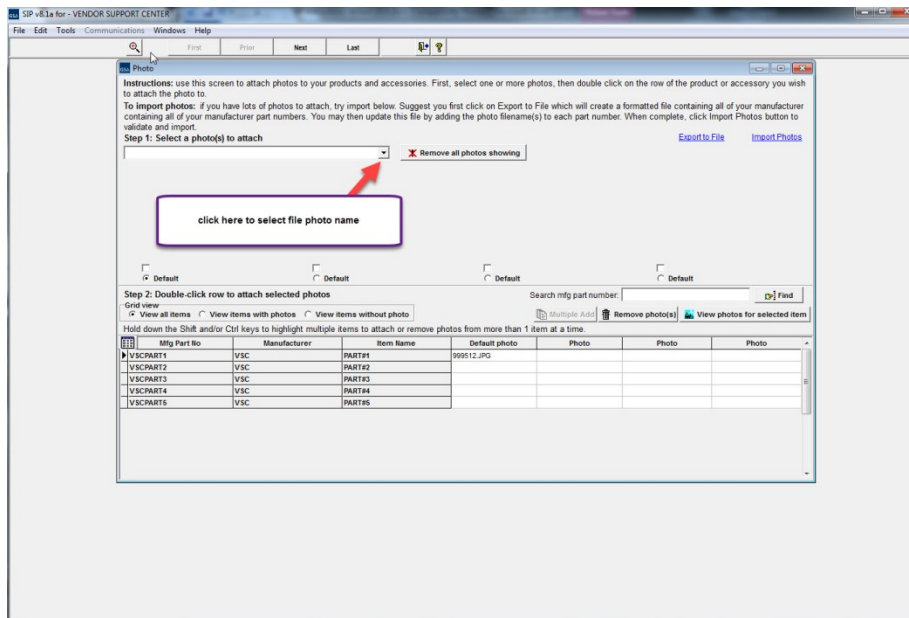 SIP v8.1a for - VENDOR SUPPORT CENTER
File Edit Tools Communications Windows Help
First Prior Next Last
Photo
Instructions: use this screen to attach photos to your products and accessories. First, select one or more photos, then double click on the row of the product or accessory you wish
to attach the photo to.
To import photos: if you have lots of photos to attach, try import below. Suggest you first click on Export to File which will create a formatted file containing all of your manufacturer
containing all of your manufacturer part numbers. You may then update this file by adding the photo filename(s) to each part number. When complete, click Import Photos button to
validate and import.
Step 1: Select a photo(s) to attach Export to File Import Photos
Remove all photos showing
click here to select file photo name
Default Default Default Default
Step 2: Double-click row to attach selected photos Search mfg part number: Find
Grid view
View all items View items with photos View items without photo Multiple Add Remove photo(s) View photos for selected item
Hold down the Shift and/or Ctrl keys to highlight multiple items to attach or remove photos from more than 1 item at a time.
Mfg Part No Manufacturer Item Name Default photo Photo Photo Photo
VSCPART1 VSC PART#1 999512.JPG
VSCPART2 VSC PART#2
VSCPART3 VSC PART#3
VSCPART4 VSC PART#4
VSCPART5 VSC PART#5